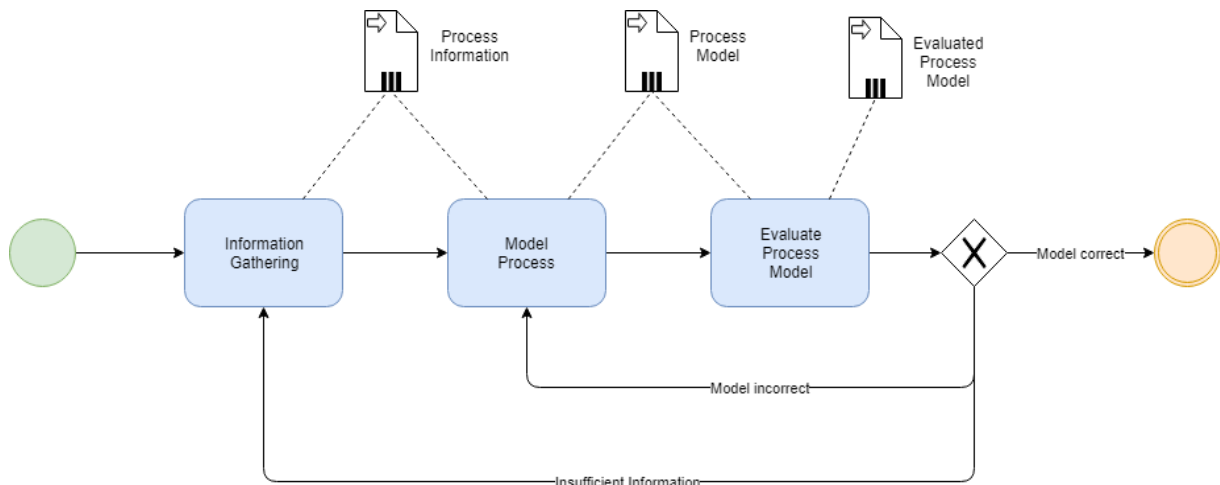 Process
Information
Process
Model
Evaluated
Process
Model
Information
Gathering
Model
Process
Evaluate
Process
Model
Model correct
Model incorrect
Insufficient Information